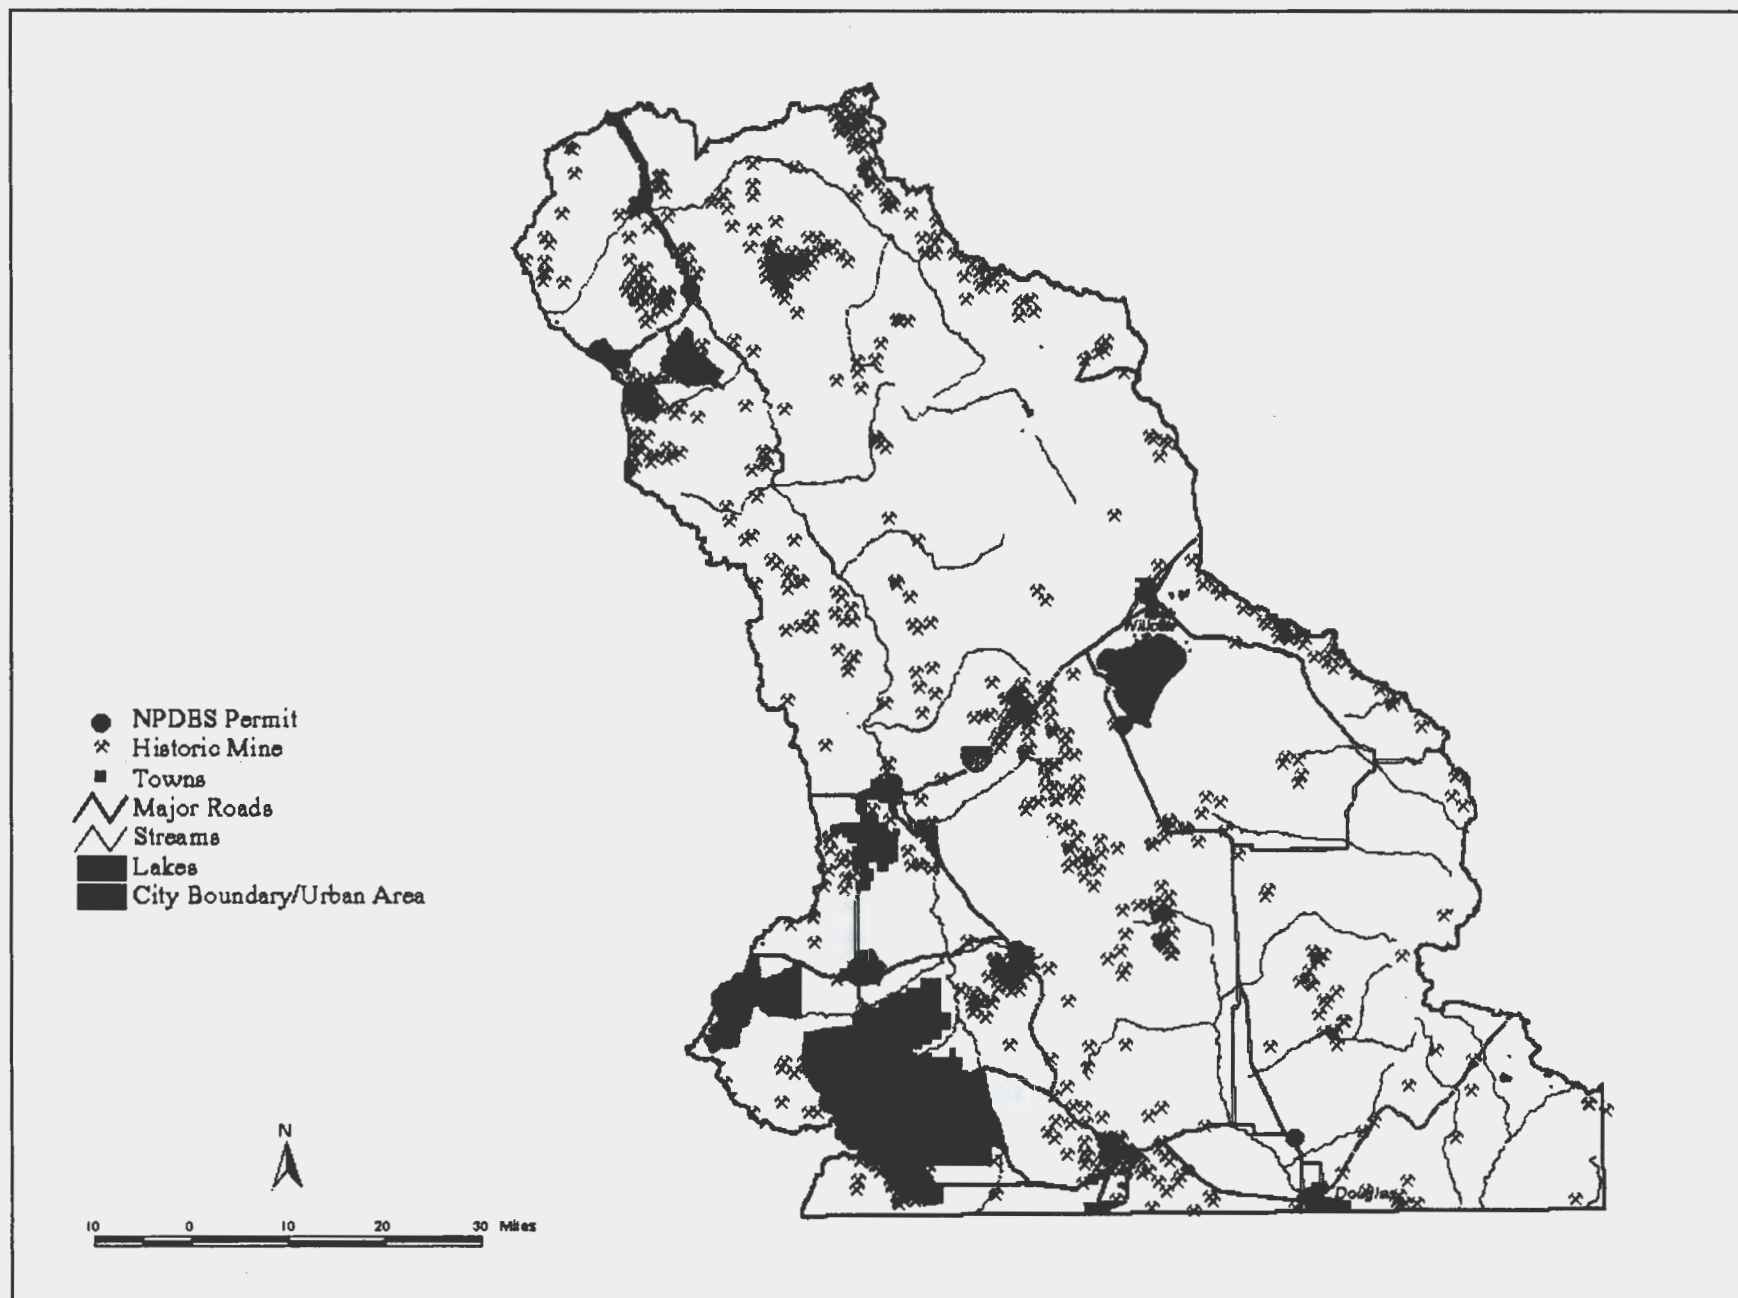 NPDES Permit
Historic Mine
Towns
Major Roads
Streams
Lakes
City Boundary/Urban Area
N
10 0 10 20 30 Miles
Douglas